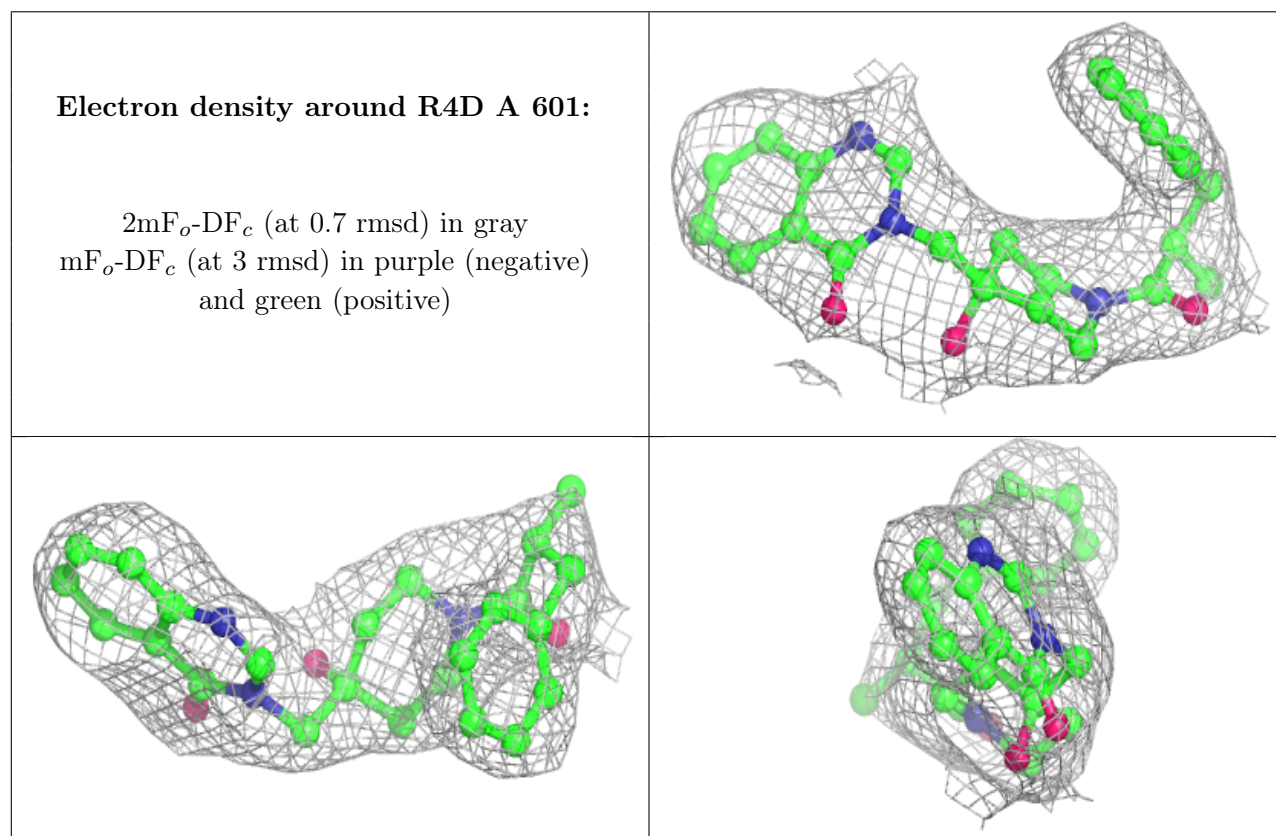 Electron density around R4D A 601:
2mFo-DFc (at 0.7 rmsd) in gray
mFo-DFc (at 3 rmsd) in purple (negative)
and green (positive)